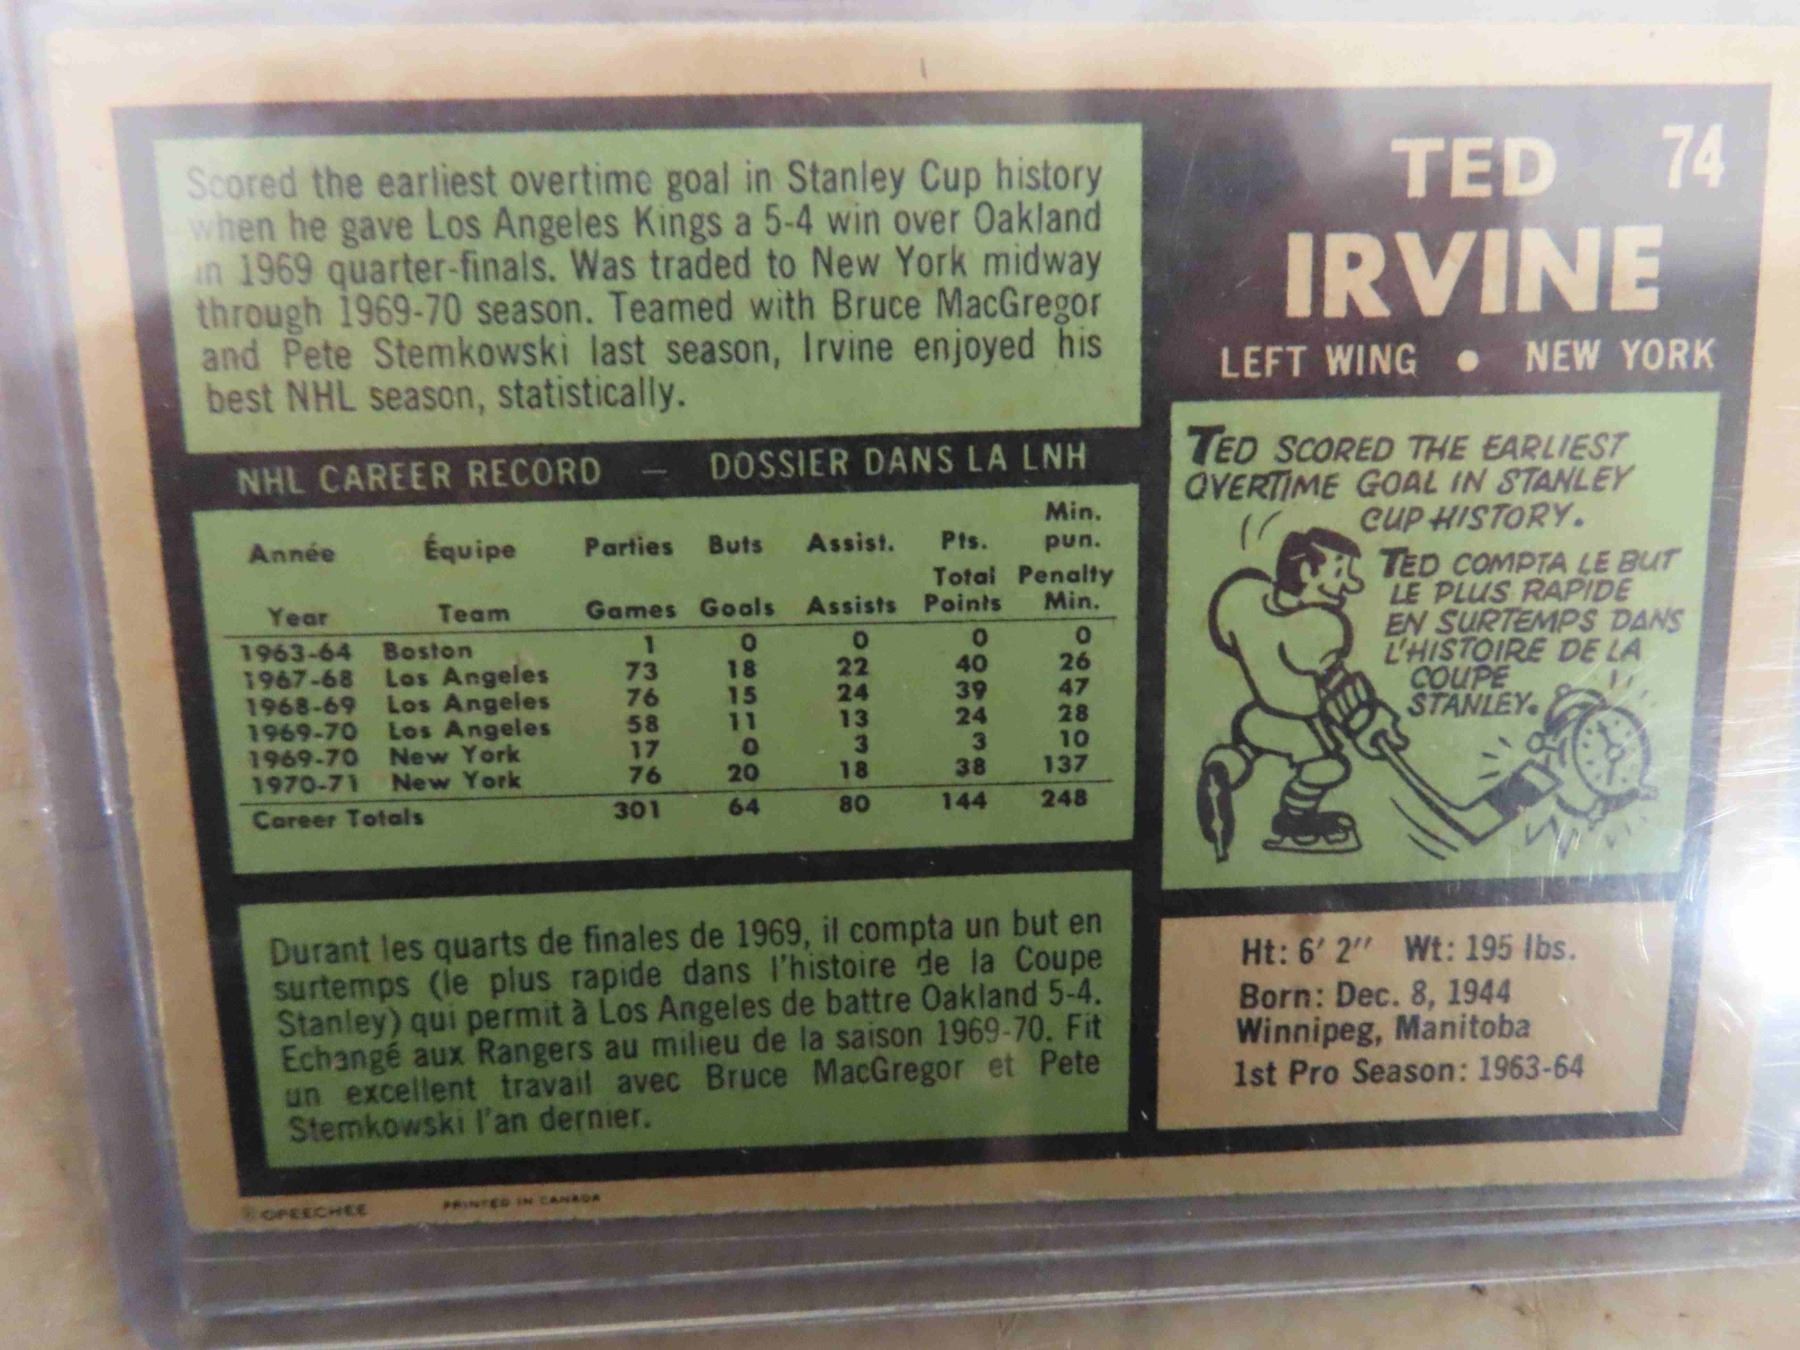 Scored the earliest overtime goal in Stanley Cup history
when he gave Los Angeles Kings a 5-4 win over Oakland
in 1969 quarter-finals. Was traded to New York midway
through 1969-70 season. Teamed with Bruce MacGregor
and Pete Stemkowski last season, Irvine enjoyed his
best NHL season, statistically.
TED 74
IRVINE
LEFT WING • NEW YORK
NHL CAREER RECORD — DOSSIER DANS LA LNH
Année Équipe Parties Buts Assist. Pts. Min. pun.
Year Team Games Goals Assists Total Points Penalty Min.
1963-64 Boston 1 0 0 0 0
1967-68 Los Angeles 73 18 22 40 26
1968-69 Los Angeles 76 15 24 39 47
1969-70 Los Angeles 58 11 13 24 28
1969-70 New York 17 0 3 3 10
1970-71 New York 76 20 18 38 137
Career Totals 301 64 80 144 248
TED SCORED THE EARLIEST
OVERTIME GOAL IN STANLEY
CUP HISTORY.
TED COMPTA LE BUT
LE PLUS RAPIDE
EN SURTEMPS DANS
L'HISTOIRE DE LA
COUPE
STANLEY.
Durant les quarts de finales de 1969, il compta un but en
surtemps (le plus rapide dans l'histoire de la Coupe
Stanley) qui permit à Los Angeles de battre Oakland 5-4.
Echangé aux Rangers au milieu de la saison 1969-70. Fit
un excellent travail avec Bruce MacGregor et Pete
Stemkowski l'an dernier.
Ht: 6' 2" Wt: 195 lbs.
Born: Dec. 8, 1944
Winnipeg, Manitoba
1st Pro Season: 1963-64
© OPEECHEE PRINTED IN CANADA